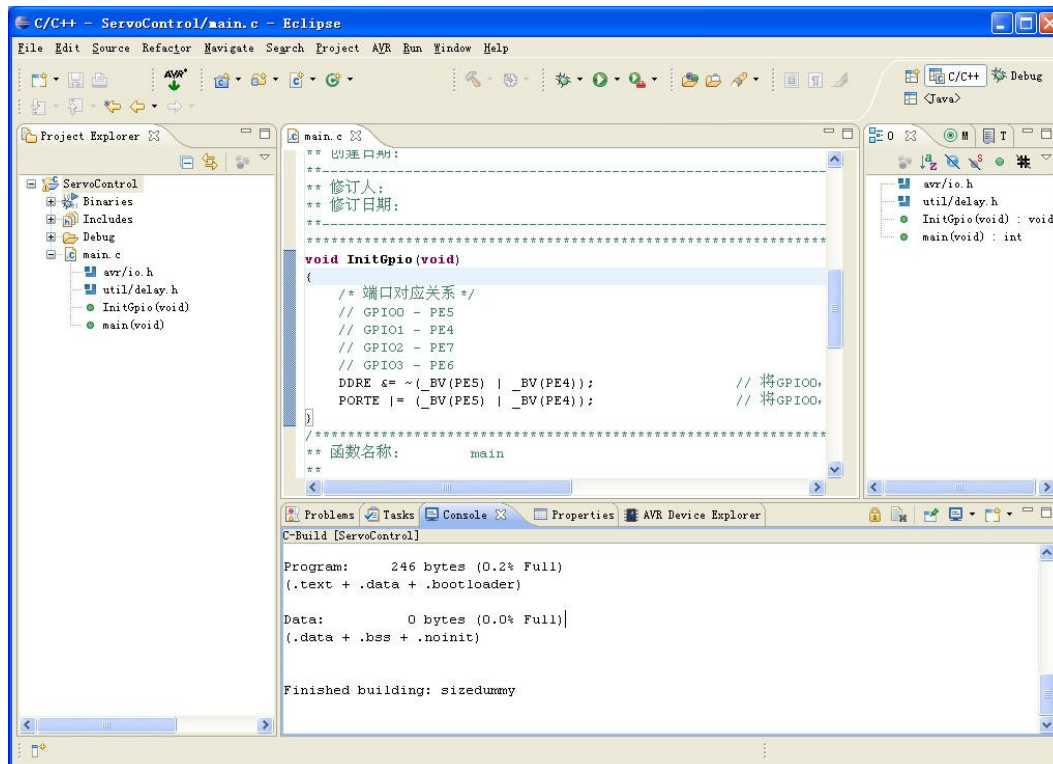 C/C++ - ServoControl/main.c - Eclipse
File Edit Source Refactor Navigate Search Project AVR Run Window Help
AVR
C/C++ Debug
<Java>
Project Explorer
ServoControl
Binaries
Includes
Debug
main.c
avr/io.h
util/delay.h
InitGpio(void)
main(void)
main.c
** 创建日期:
**------------------------------------------------------------
** 修订人:
** 修订日期:
**------------------------------------------------------------
**************************************************************
void InitGpio(void)
{
/* 端口对应关系 */
// GPIO0 - PE5
// GPIO1 - PE4
// GPIO2 - PE7
// GPIO3 - PE6
DDRE &= ~(_BV(PE5) | _BV(PE4)); // 将GPIO0,
PORTE |= (_BV(PE5) | _BV(PE4)); // 将GPIO0,
}
/*************************************************************
** 函数名称: main
**
O M T
avr/io.h
util/delay.h
InitGpio(void) : void
main(void) : int
Problems Tasks Console Properties AVR Device Explorer
C-Build [ServoControl]
Program: 246 bytes (0.2% Full)
(.text + .data + .bootloader)
Data: 0 bytes (0.0% Full)
(.data + .bss + .noinit)
Finished building: sizedummy